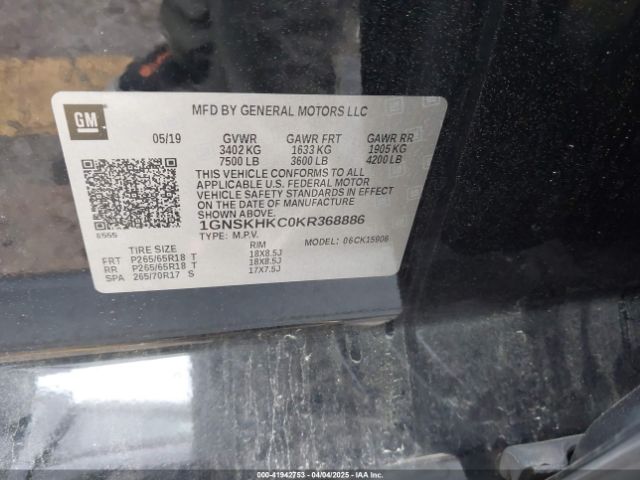 GM
MFD BY GENERAL MOTORS LLC
05/19 GVWR GAWR FRT GAWR RR
3402 KG 1633 KG 1905 KG
7500 LB 3600 LB 4200 LB
THIS VEHICLE CONFORMS TO ALL
APPLICABLE U.S. FEDERAL MOTOR
VEHICLE SAFETY STANDARDS IN EFFECT
ON THE DATE OF MANUFACTURE
SHOWN ABOVE.
1GNSKHKC0KR368886
TYPE: M.P.V. MODEL: 06CK15906
TIRE SIZE RIM
FRT P265/65R18 T 18X8.5J
RR P265/65R18 T 18X8.5J
SPA 265/70R17 S 17X7.5J
000-41942753 - 04/04/2025 - IAAI.COM